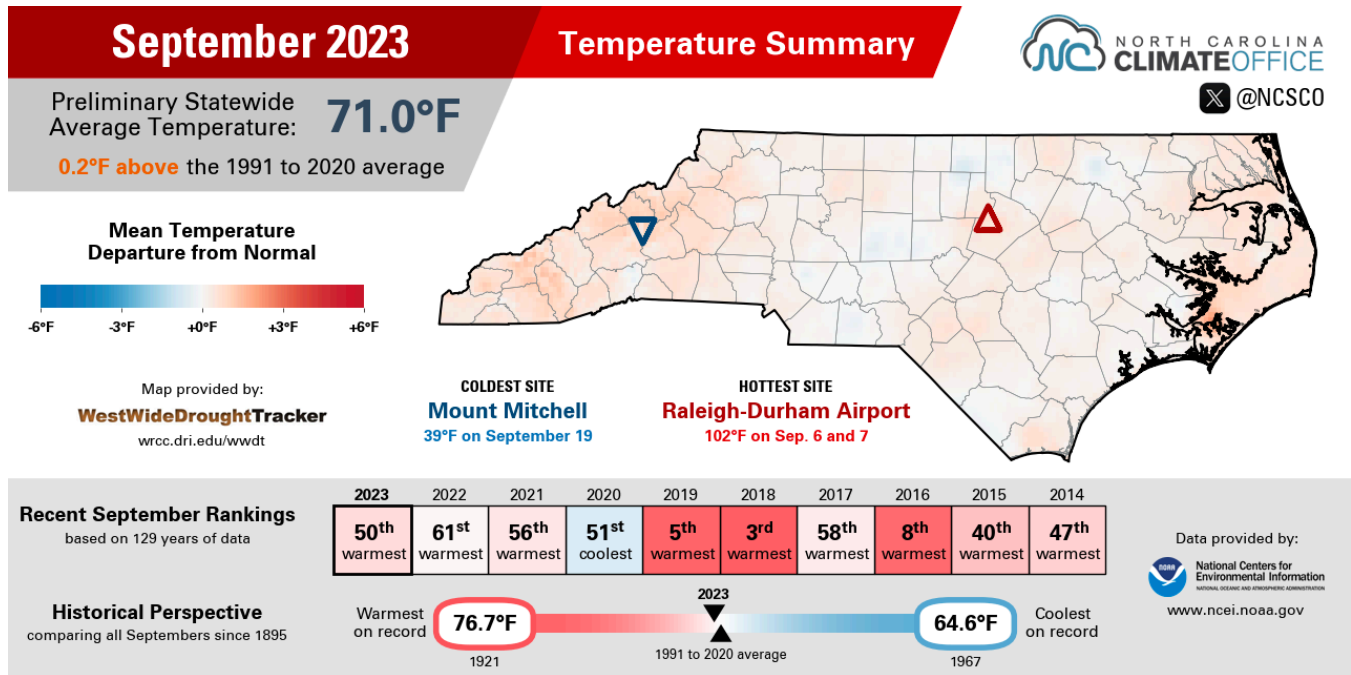 September 2023
Temperature Summary
NORTH CAROLINA
CLIMATEOFFICE
@NCSCO
Preliminary Statewide
Average Temperature:
71.0°F
0.2°F above the 1991 to 2020 average
Mean Temperature
Departure from Normal
-6°F -3°F +0°F +3°F +6°F
Map provided by:
WestWideDroughtTracker
wrcc.dri.edu/wwdt
COLDEST SITE
Mount Mitchell
39°F on September 19
HOTTEST SITE
Raleigh-Durham Airport
102°F on Sep. 6 and 7
Recent September Rankings
based on 129 years of data
2023 2022 2021 2020 2019 2018 2017 2016 2015 2014
50th 61st 56th 51st 5th 3rd 58th 8th 40th 47th
warmest warmest warmest coolest warmest warmest warmest warmest warmest warmest
Historical Perspective
comparing all Septembers since 1895
Warmest
on record
76.7°F
1921
2023
1991 to 2020 average
64.6°F
1967
Coolest
on record
Data provided by:
NOAA
National Centers for
Environmental Information
NATIONAL OCEANIC AND ATMOSPHERIC ADMINISTRATION
www.ncei.noaa.gov